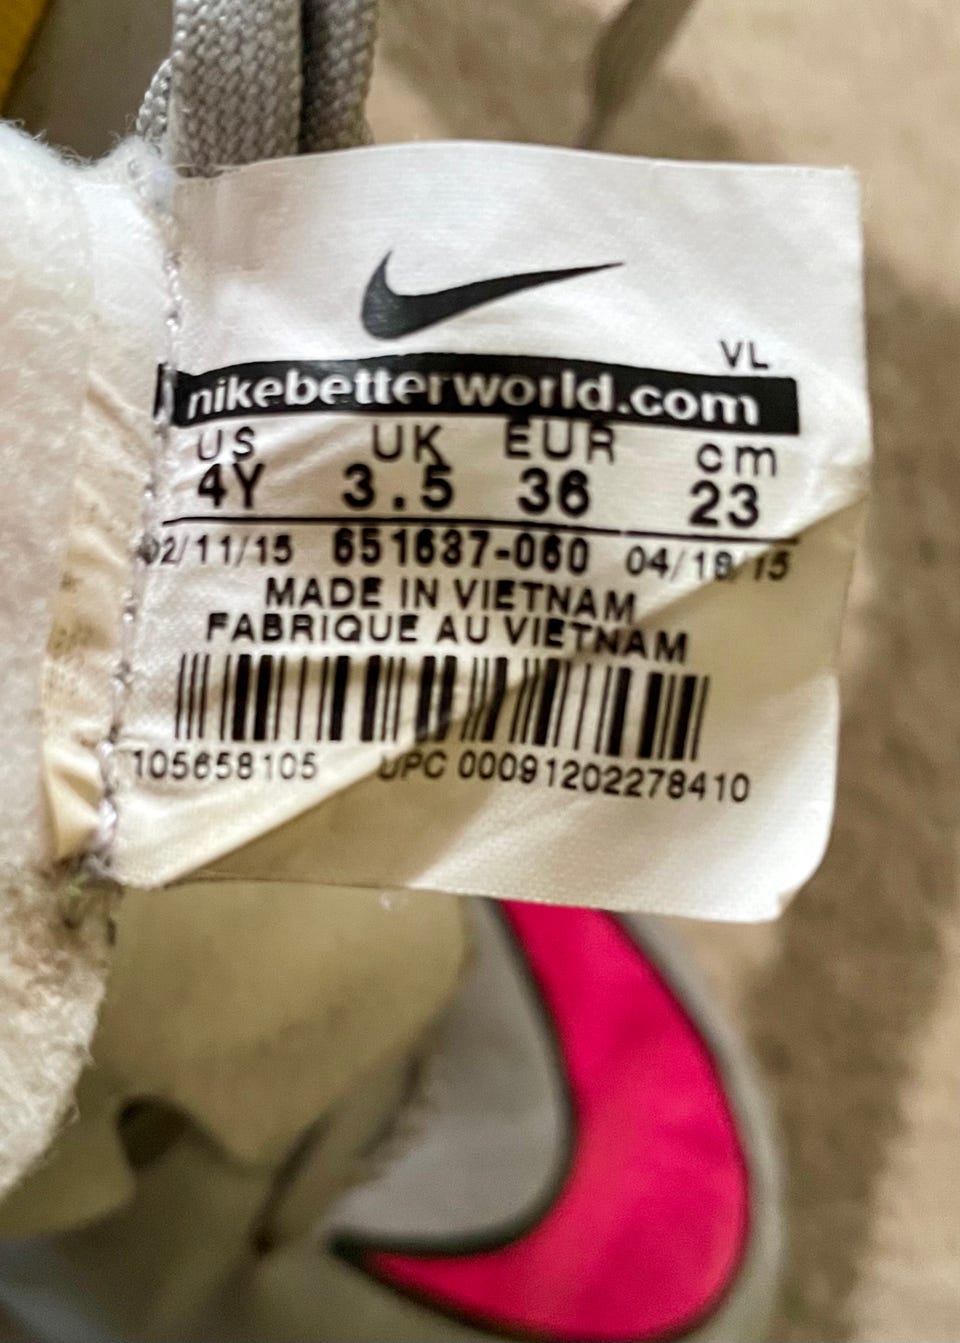 VL
nikebetterworld.com
US UK EUR cm
4Y 3.5 36 23
02/11/15 651637-060 04/18/15
MADE IN VIETNAM
FABRIQUE AU VIETNAM
105658105 UPC 00091202278410